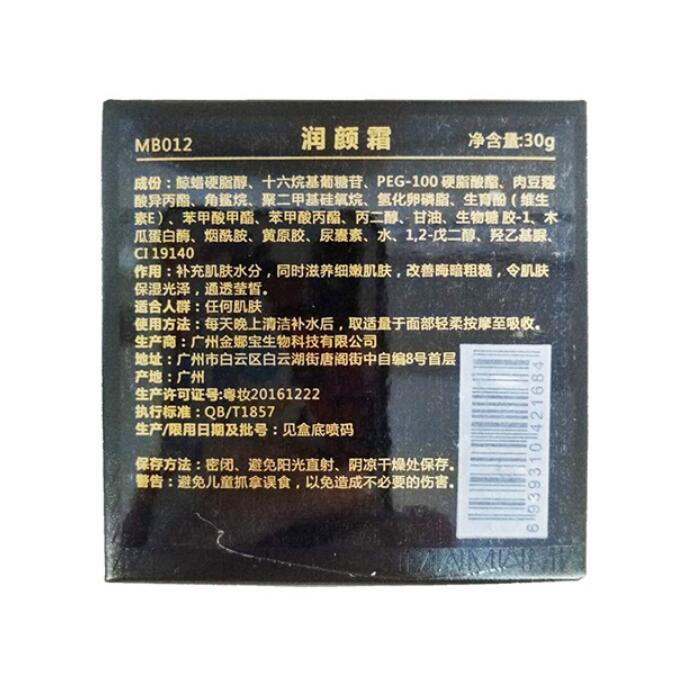 MB012 润颜霜 净含量:30g
成份：鲸蜡硬脂醇、十六烷基葡糖苷、PEG-100 硬脂酸酯、肉豆蔻
酸异丙酯、角鲨烷、聚二甲基硅氧烷、氢化卵磷脂、生育酚（维生
素E）、苯甲酸甲酯、苯甲酸丙酯、丙二醇、甘油、生物糖胶-1、木
瓜蛋白酶、烟酰胺、黄原胶、尿囊素、水、1,2-戊二醇、羟乙基脲、
CI 19140
作用：补充肌肤水分，同时滋养细嫩肌肤，改善晦暗粗糙，令肌肤
保湿光泽，通透莹皙。
适合人群：任何肌肤
使用方法：每天晚上清洁补水后，取适量于面部轻柔按摩至吸收。
生产商：广州金娜宝生物科技有限公司
地址：广州市白云区白云湖街唐阁街中自编8号首层
产地：广州
生产许可证号:粤妆20161222
执行标准：QB/T1857
生产/限用日期及批号：见盒底喷码
保存方法：密闭、避免阳光直射、阴凉干燥处保存。
警告：避免儿童抓拿误食，以免造成不必要的伤害。
6 939310 421684